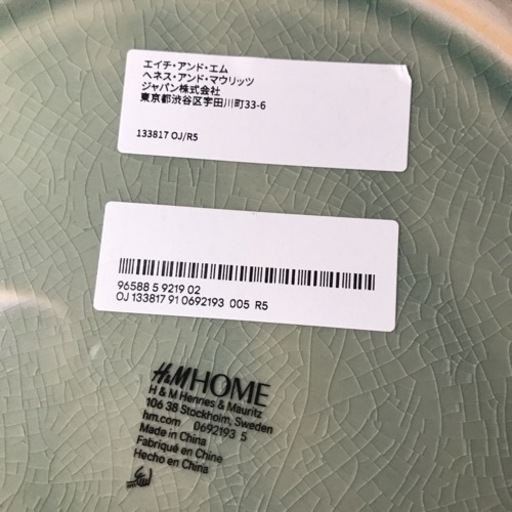 エイチ・アンド・エム
ヘネス・アンド・マウリッツ
ジャパン株式会社
東京都渋谷区宇田川町33-6
133817 OJ/R5
96588 5 9219 02
OJ 133817 91 0692193 005 R5
H&M HOME
H & M Hennes & Mauritz
106 38 Stockholm, Sweden
hm.com 0692193 5
Made in China
Fabriqué en Chine
Hecho en China